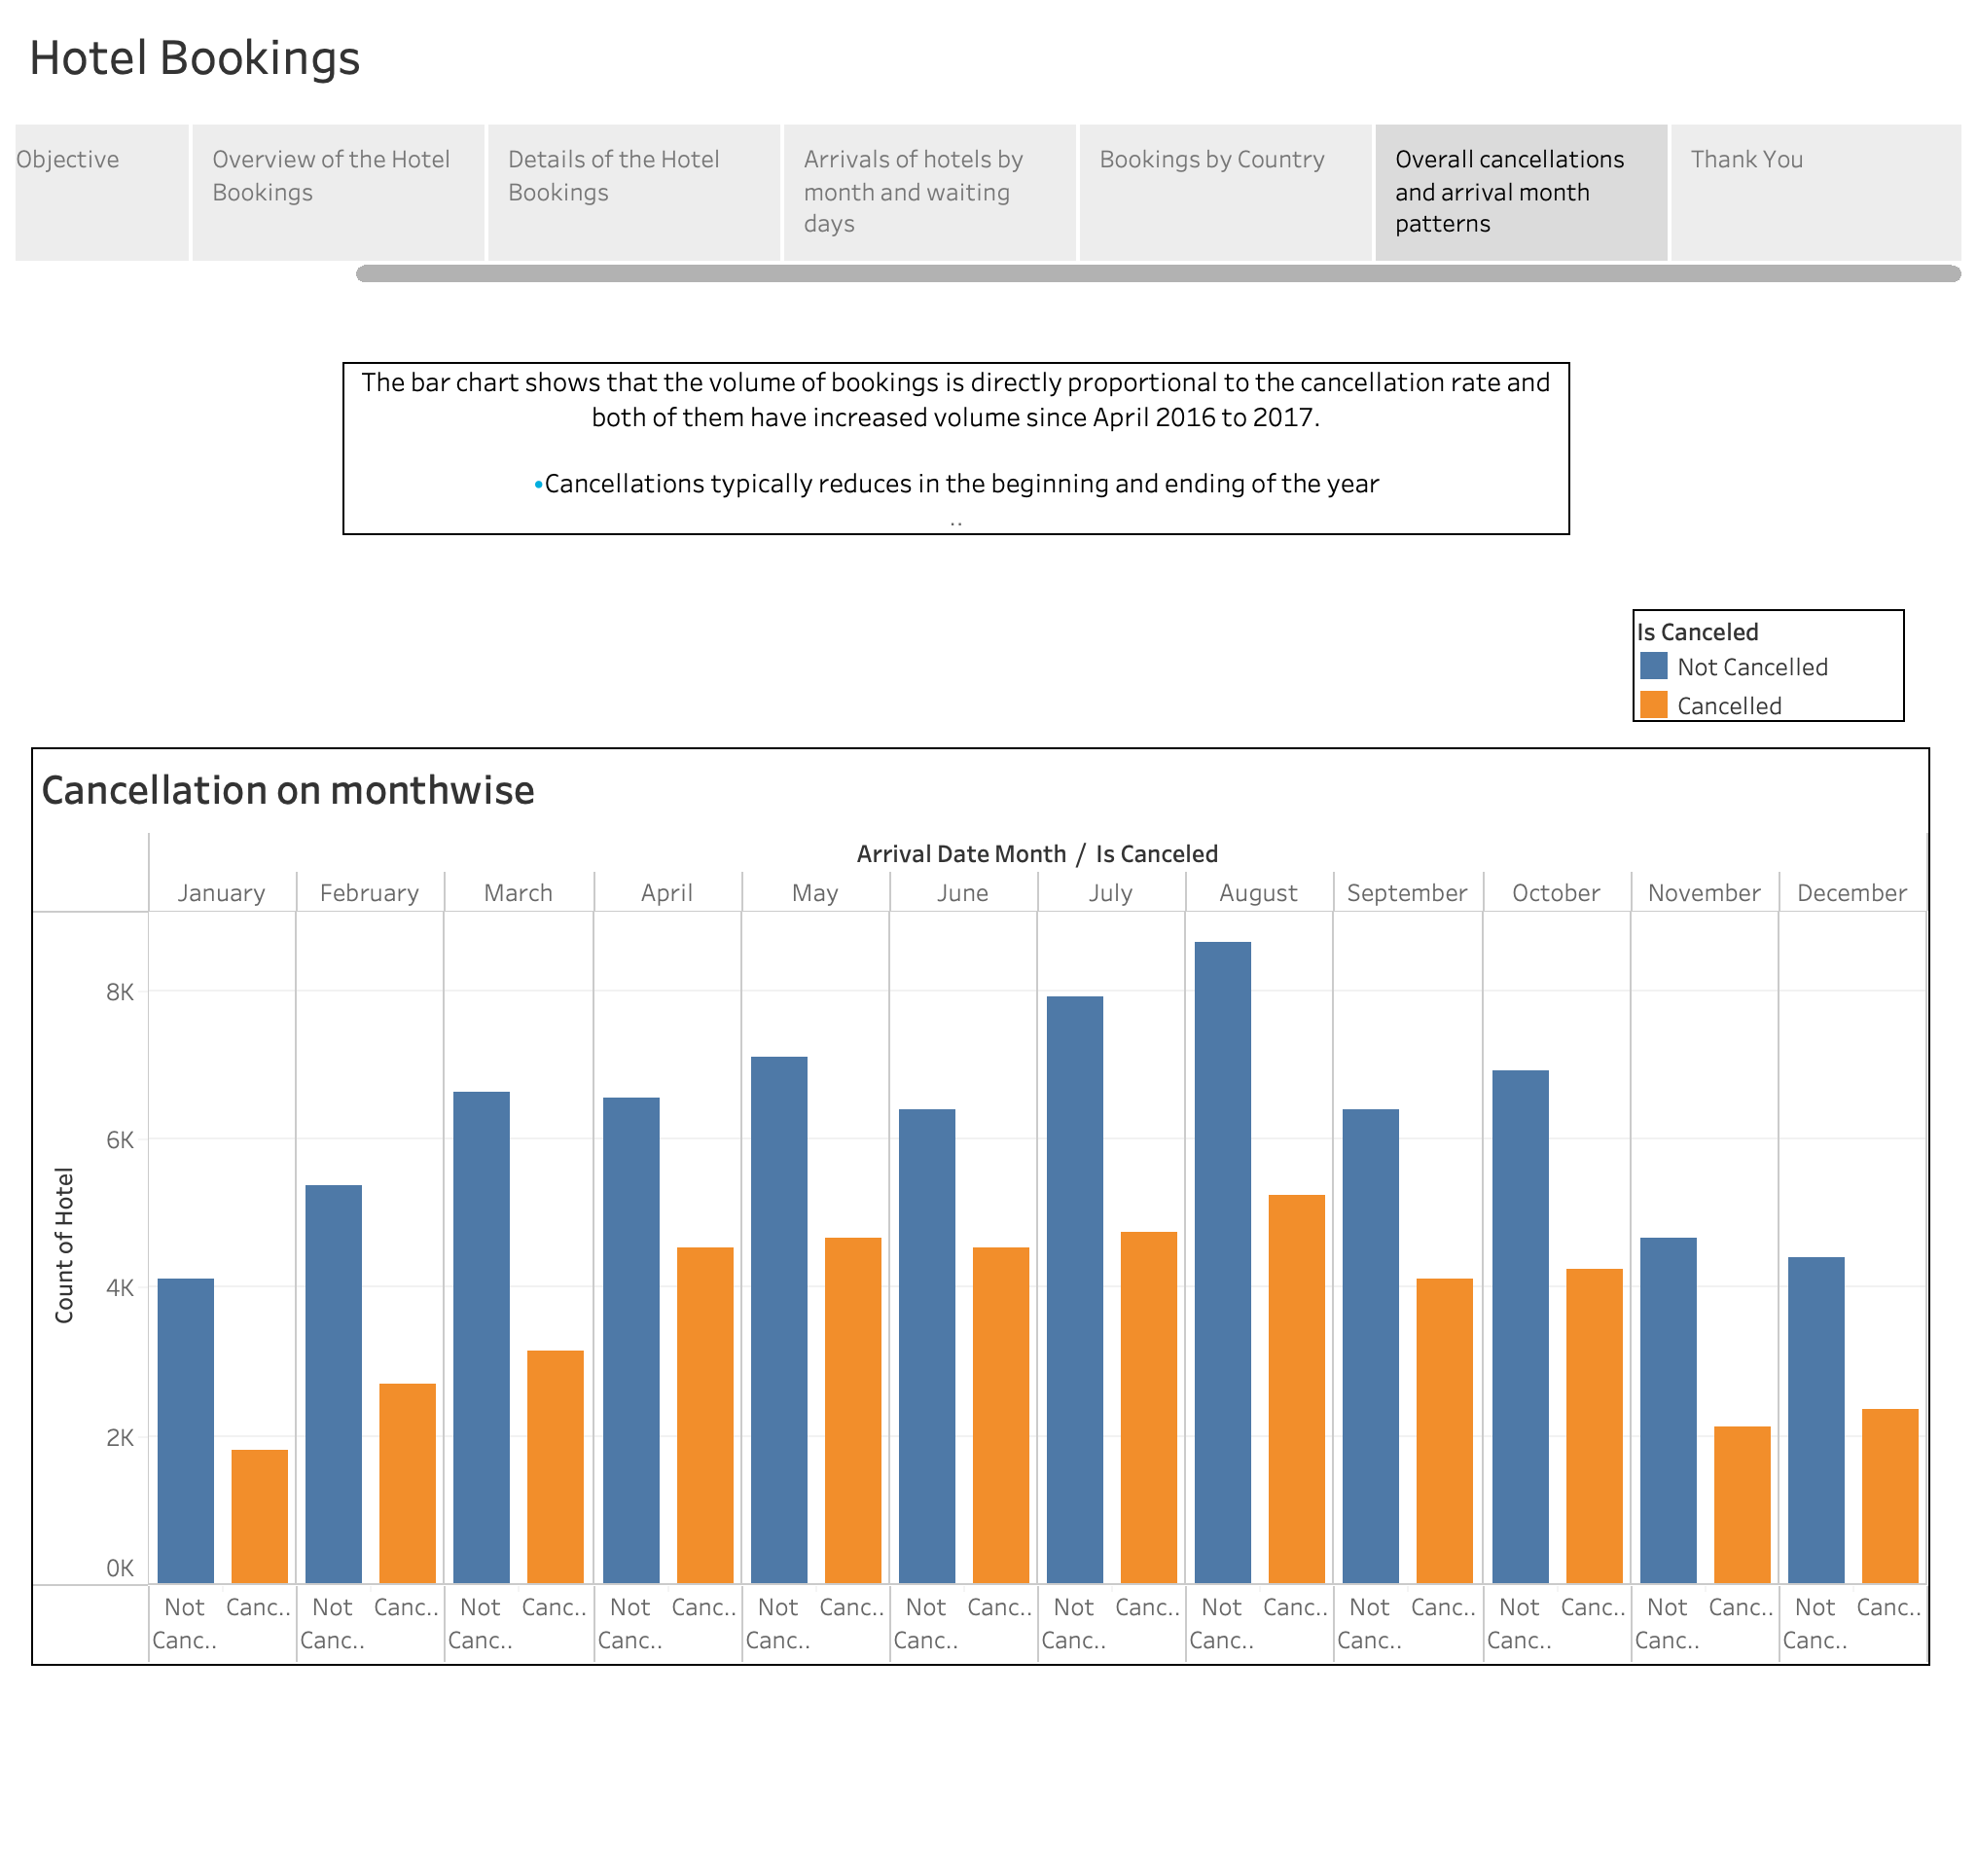 Hotel Bookings
Objective
Overview of the Hotel
Bookings
Details of the Hotel
Bookings
Arrivals of hotels by
month and waiting
days
Bookings by Country
Overall cancellations
and arrival month
patterns
Thank You
The bar chart shows that the volume of bookings is directly proportional to the cancellation rate and
both of them have increased volume since April 2016 to 2017.
•Cancellations typically reduces in the beginning and ending of the year
..
Is Canceled
Not Cancelled
Cancelled
Cancellation on monthwise
Arrival Date Month / Is Canceled
January February March April May June July August September October November December
8K
6K
4K
2K
0K
Count of Hotel
Not Canc.. Not Canc.. Not Canc.. Not Canc.. Not Canc.. Not Canc.. Not Canc.. Not Canc.. Not Canc.. Not Canc.. Not Canc.. Not Canc..
Canc.. Canc.. Canc.. Canc.. Canc.. Canc.. Canc.. Canc.. Canc.. Canc.. Canc.. Canc..